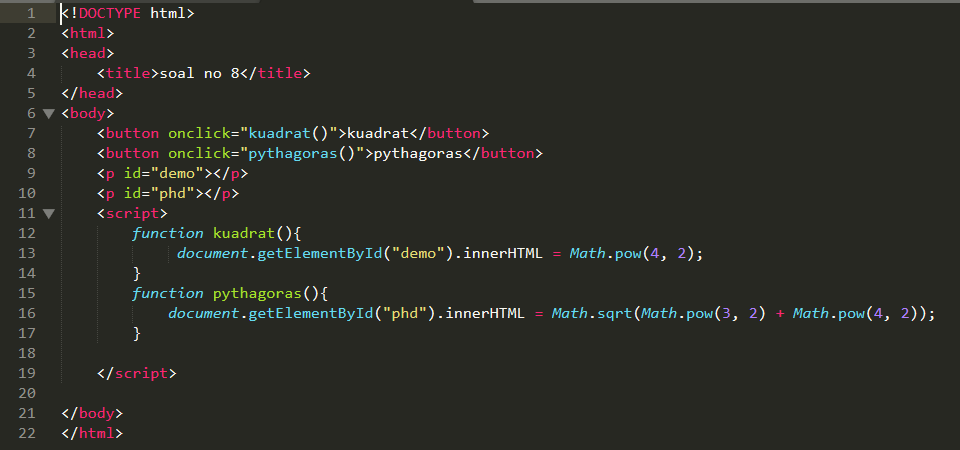 1 <!DOCTYPE html>
2 <html>
3 <head>
4     <title>soal no 8</title>
5 </head>
6 <body>
7     <button onclick="kuadrat()">kuadrat</button>
8     <button onclick="pythagoras()">pythagoras</button>
9     <p id="demo"></p>
10     <p id="phd"></p>
11     <script>
12         function kuadrat(){
13              document.getElementById("demo").innerHTML = Math.pow(4, 2);
14         }
15         function pythagoras(){
16             document.getElementById("phd").innerHTML = Math.sqrt(Math.pow(3, 2) + Math.pow(4, 2));
17         }
18
19     </script>
20
21 </body>
22 </html>